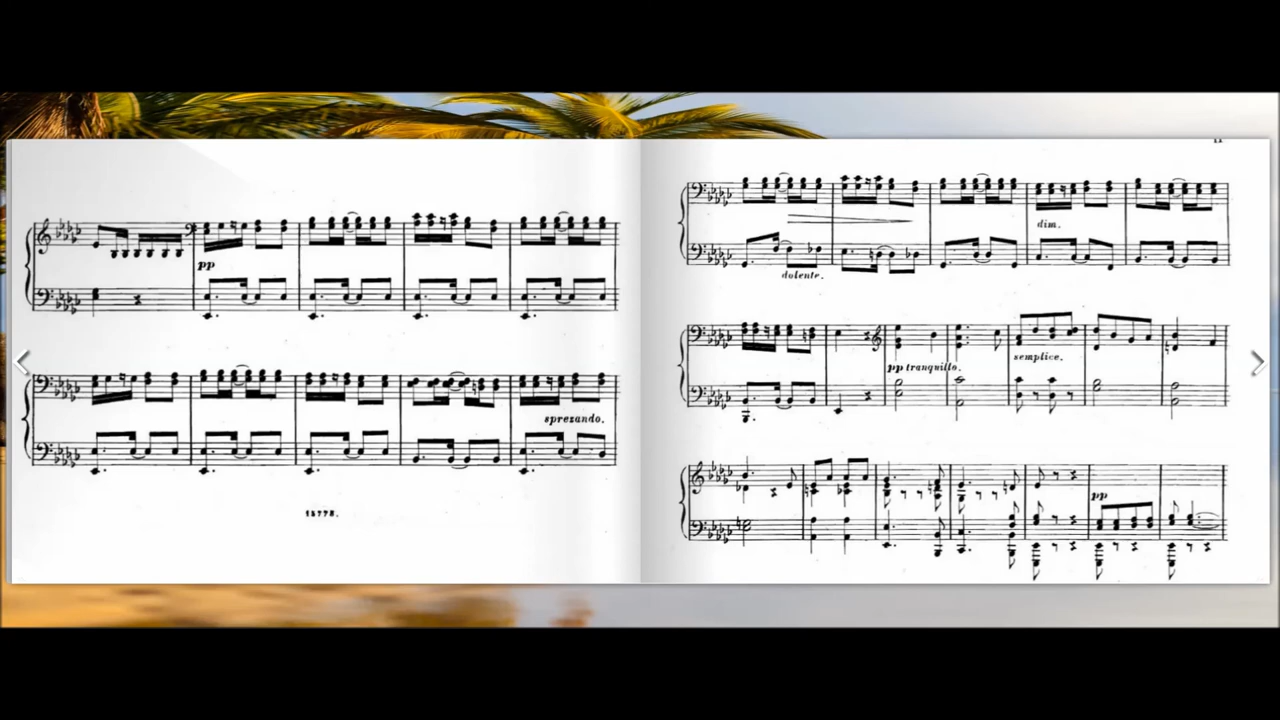 pp
sprezando.
15778.
dolente.
dim.
pp tranquillo.
semplice.
pp